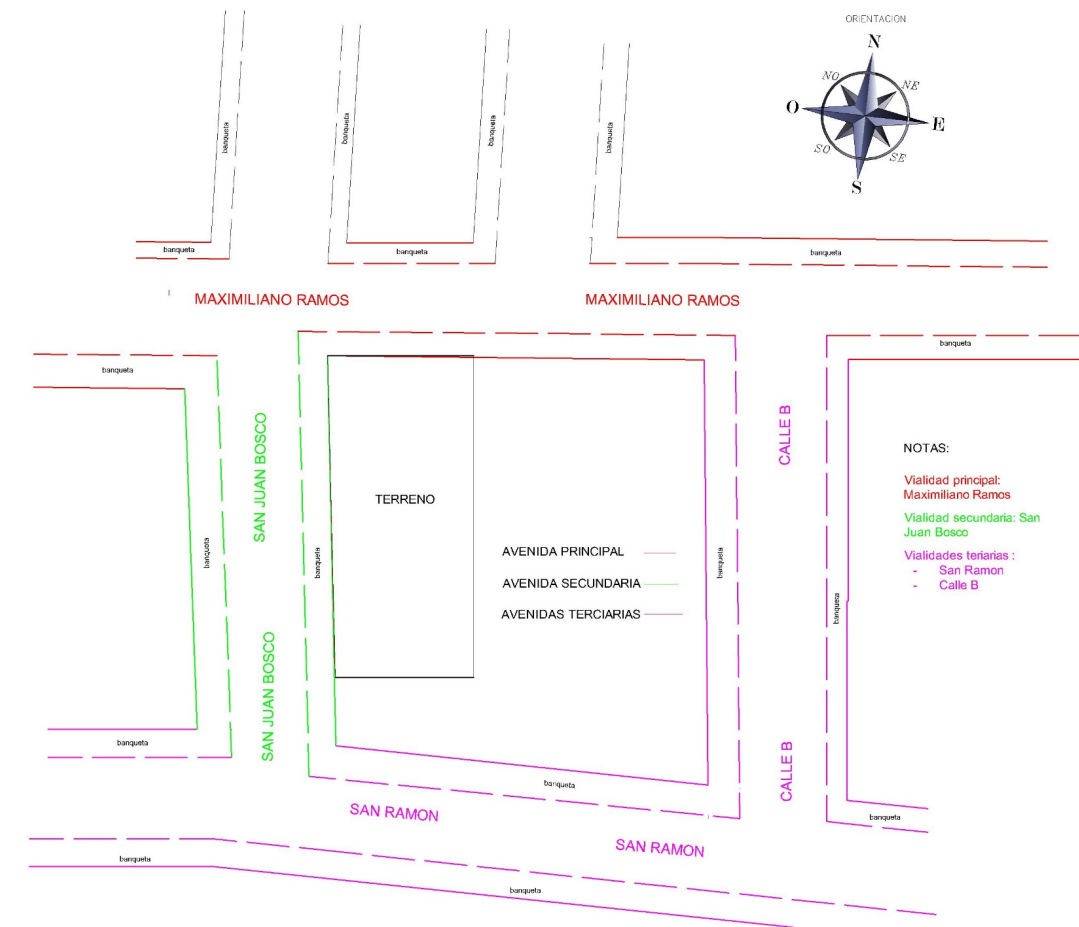 ORIENTACION
N
NO
NE
O
E
SO
SE
S
banqueta
banqueta
banqueta
banqueta
banqueta
banqueta
banqueta
MAXIMILIANO RAMOS
MAXIMILIANO RAMOS
banqueta
banqueta
SAN JUAN BOSCO
CALLE B
NOTAS:
Vialidad principal:
Maximiliano Ramos
Vialidad secundaria: San
Juan Bosco
Vialidades teriarias :
- San Ramon
- Calle B
TERRENO
AVENIDA PRINCIPAL
AVENIDA SECUNDARIA
AVENIDAS TERCIARIAS
banqueta
banqueta
banqueta
banqueta
SAN JUAN BOSCO
CALLE B
banqueta
banqueta
SAN RAMON
banqueta
SAN RAMON
banqueta
banqueta